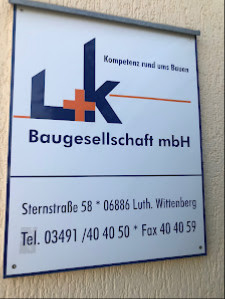 Kompetenz rund ums Bauen
L+K
Baugesellschaft mbH
Sternstraße 58 * 06886 Luth. Wittenberg
Tel. 03491 /40 40 50 * Fax 40 40 59